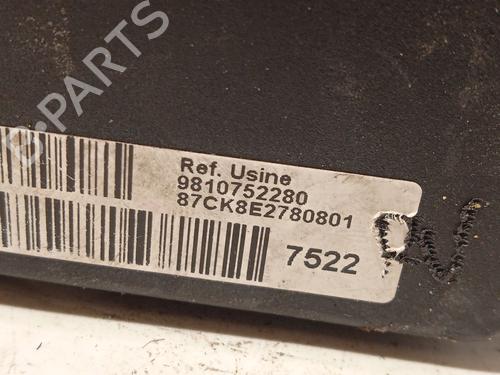 B-PARTS
Ref. Usine
9810752280
87CK8E2780801
7522